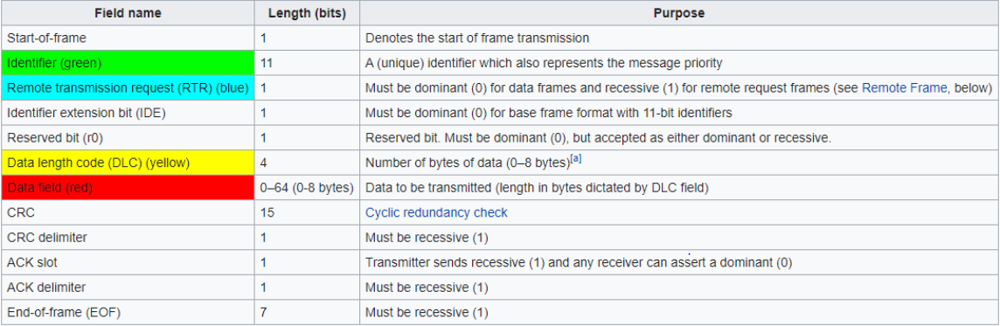 Field name Length (bits) Purpose
Start-of-frame 1 Denotes the start of frame transmission
Identifier (green) 11 A (unique) identifier which also represents the message priority
Remote transmission request (RTR) (blue) 1 Must be dominant (0) for data frames and recessive (1) for remote request frames (see Remote Frame, below)
Identifier extension bit (IDE) 1 Must be dominant (0) for base frame format with 11-bit identifiers
Reserved bit (r0) 1 Reserved bit. Must be dominant (0), but accepted as either dominant or recessive.
Data length code (DLC) (yellow) 4 Number of bytes of data (0–8 bytes)[a]
Data field (red) 0–64 (0-8 bytes) Data to be transmitted (length in bytes dictated by DLC field)
CRC 15 Cyclic redundancy check
CRC delimiter 1 Must be recessive (1)
ACK slot 1 Transmitter sends recessive (1) and any receiver can assert a dominant (0)
ACK delimiter 1 Must be recessive (1)
End-of-frame (EOF) 7 Must be recessive (1)